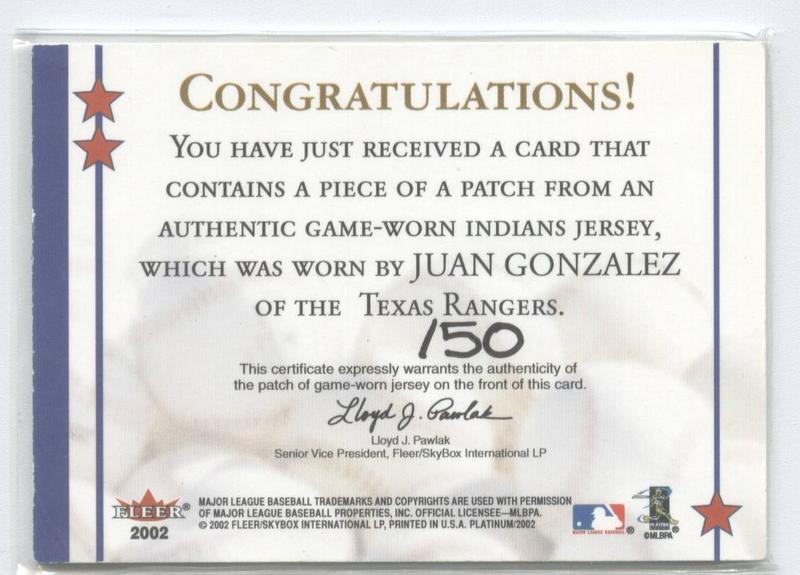 CONGRATULATIONS!
YOU HAVE JUST RECEIVED A CARD THAT
CONTAINS A PIECE OF A PATCH FROM AN
AUTHENTIC GAME-WORN INDIANS JERSEY,
WHICH WAS WORN BY JUAN GONZALEZ
OF THE TEXAS RANGERS.
/50
This certificate expressly warrants the authenticity of
the patch of game-worn jersey on the front of this card.
Lloyd J. Pawlak
Lloyd J. Pawlak
Senior Vice President, Fleer/SkyBox International LP
FLEER®
2002
MAJOR LEAGUE BASEBALL TRADEMARKS AND COPYRIGHTS ARE USED WITH PERMISSION
OF MAJOR LEAGUE BASEBALL PROPERTIES, INC. OFFICIAL LICENSEE—MLBPA.
© 2002 FLEER/SKYBOX INTERNATIONAL LP, PRINTED IN U.S.A. PLATINUM/2002
MAJOR LEAGUE BASEBALL®
©MLBPA